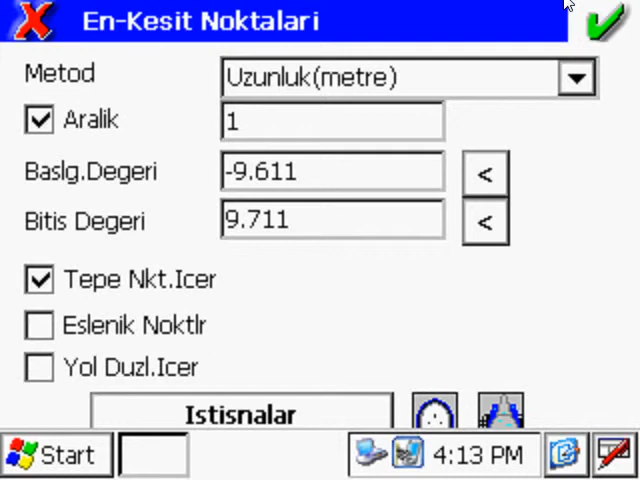 En-Kesit Noktalari
Metod Uzunluk(metre)
Aralik 1
Baslg.Degeri -9.611 <
Bitis Degeri 9.711 <
Tepe Nkt.Icer
Eslenik Noktlr
Yol Duzl.Icer
Istisnalar
Start 4:13 PM